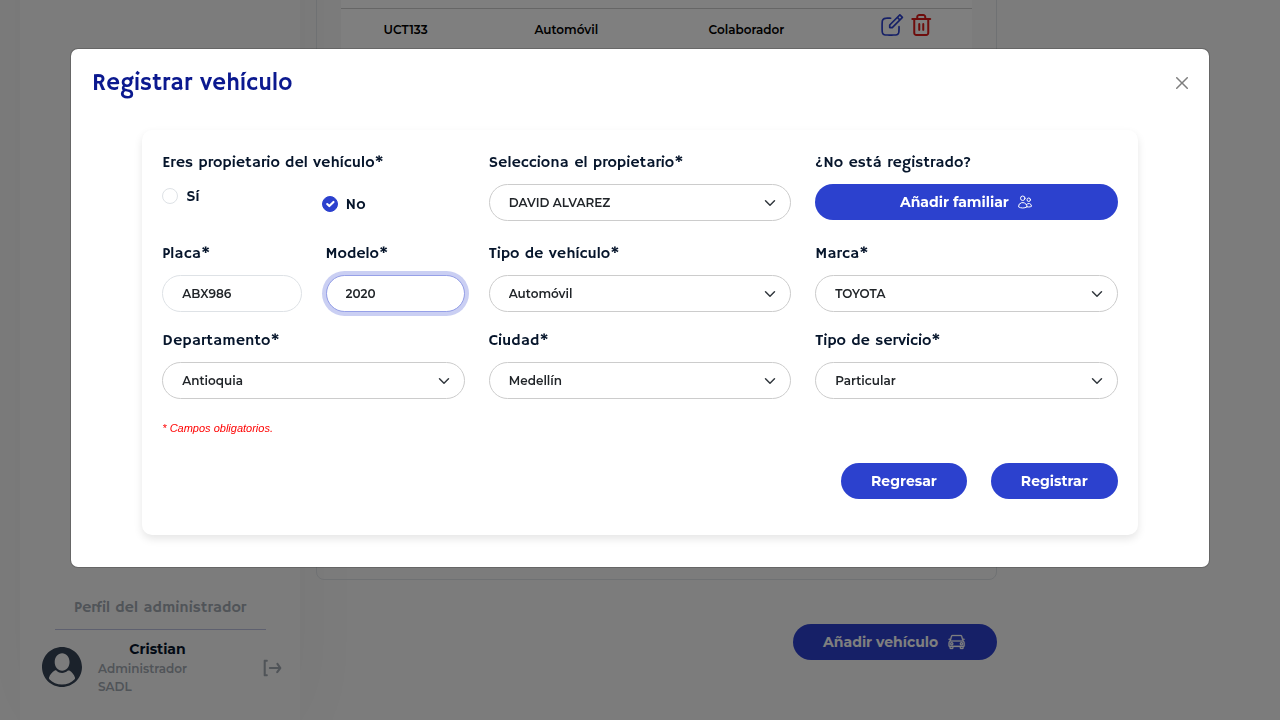 UCT133 Automóvil Colaborador
Registrar vehículo
Eres propietario del vehículo* Selecciona el propietario* ¿No está registrado?
Sí No DAVID ALVAREZ Añadir familiar
Placa* Modelo* Tipo de vehículo* Marca*
ABX986 2020 Automóvil TOYOTA
Departamento* Ciudad* Tipo de servicio*
Antioquia Medellín Particular
* Campos obligatorios.
Regresar Registrar
Perfil del administrador
Cristian
Administrador
SADL
Añadir vehículo